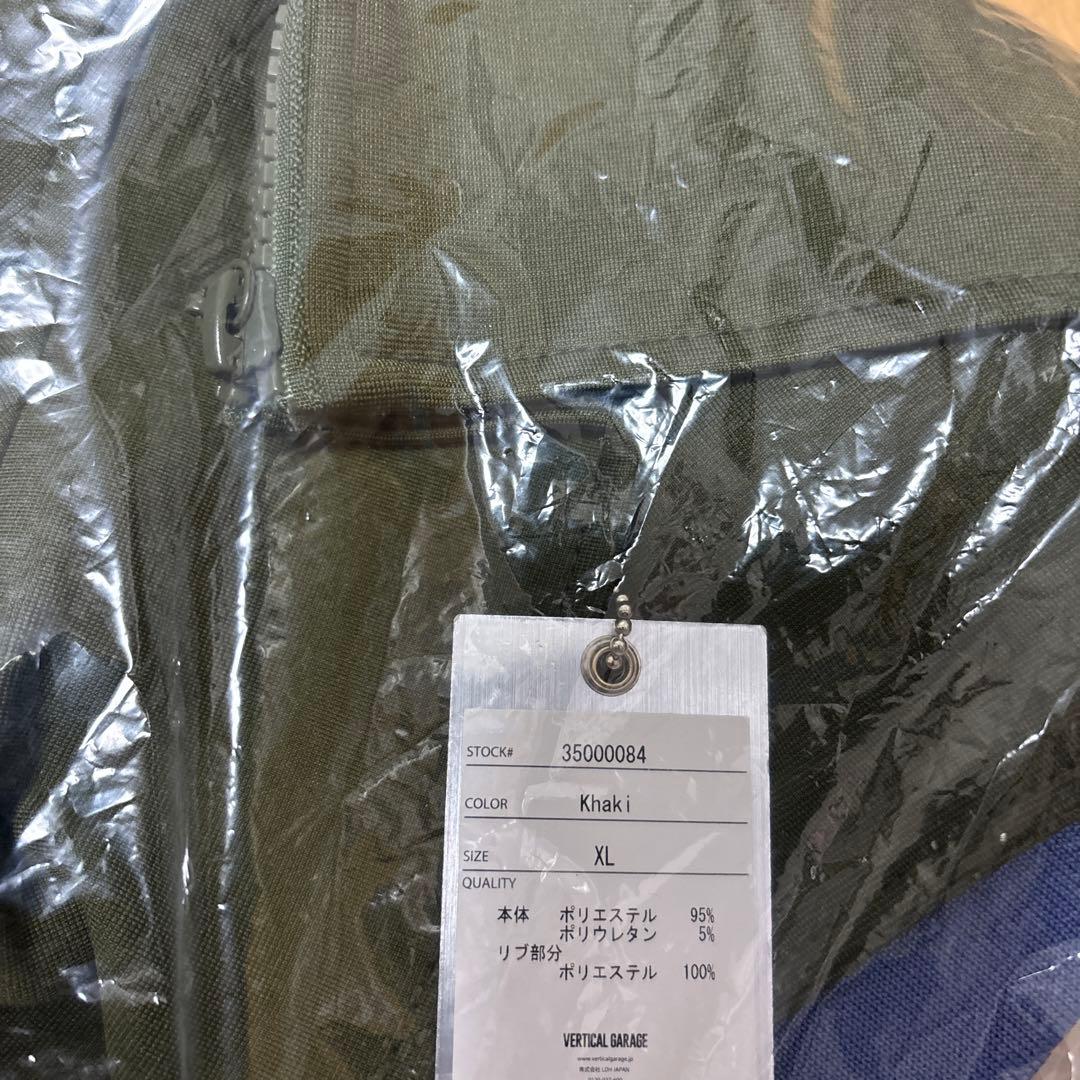 STOCK# 35000084
COLOR Khaki
SIZE XL
QUALITY
本体 ポリエステル 95%
ポリウレタン 5%
リブ部分
ポリエステル 100%
VERTICAL GARAGE
www.verticalgarage.jp
株式会社 LDH JAPAN